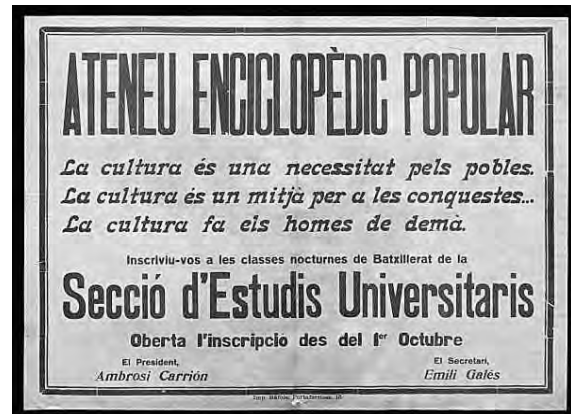 ATENEU ENCICLOPÈDIC POPULAR
La cultura és una necessitat pels pobles.
La cultura és un mitjà per a les conquestes...
La cultura fa els homes de demà.
Inscriviu-vos a les classes nocturnes de Batxillerat de la
Secció d'Estudis Universitaris
Oberta l'inscripció des del 1er Octubre
El President,
Ambrosi Carrión
El Secretari,
Emili Galés
Imp.